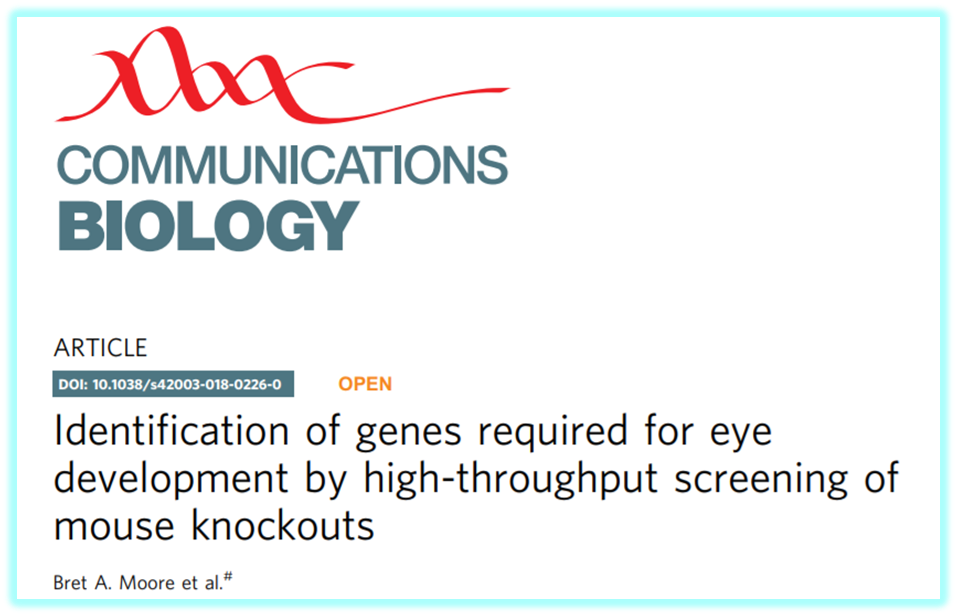 COMMUNICATIONS
BIOLOGY
ARTICLE
DOI: 10.1038/s42003-018-0226-0 OPEN
Identification of genes required for eye
development by high-throughput screening of
mouse knockouts
Bret A. Moore et al.#